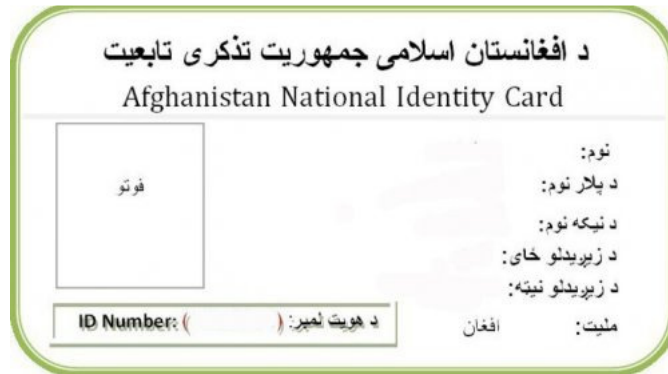 د افغانستان اسلامی جمهوریت تذکری تابعیت
Afghanistan National Identity Card
فوتو
نوم:
د پلار نوم:
د نیکه نوم:
د زیږیدلو ځای:
د زیږیدلو نیټه:
ملیت: افغان
ID Number: ( ) د هویت لمبر: